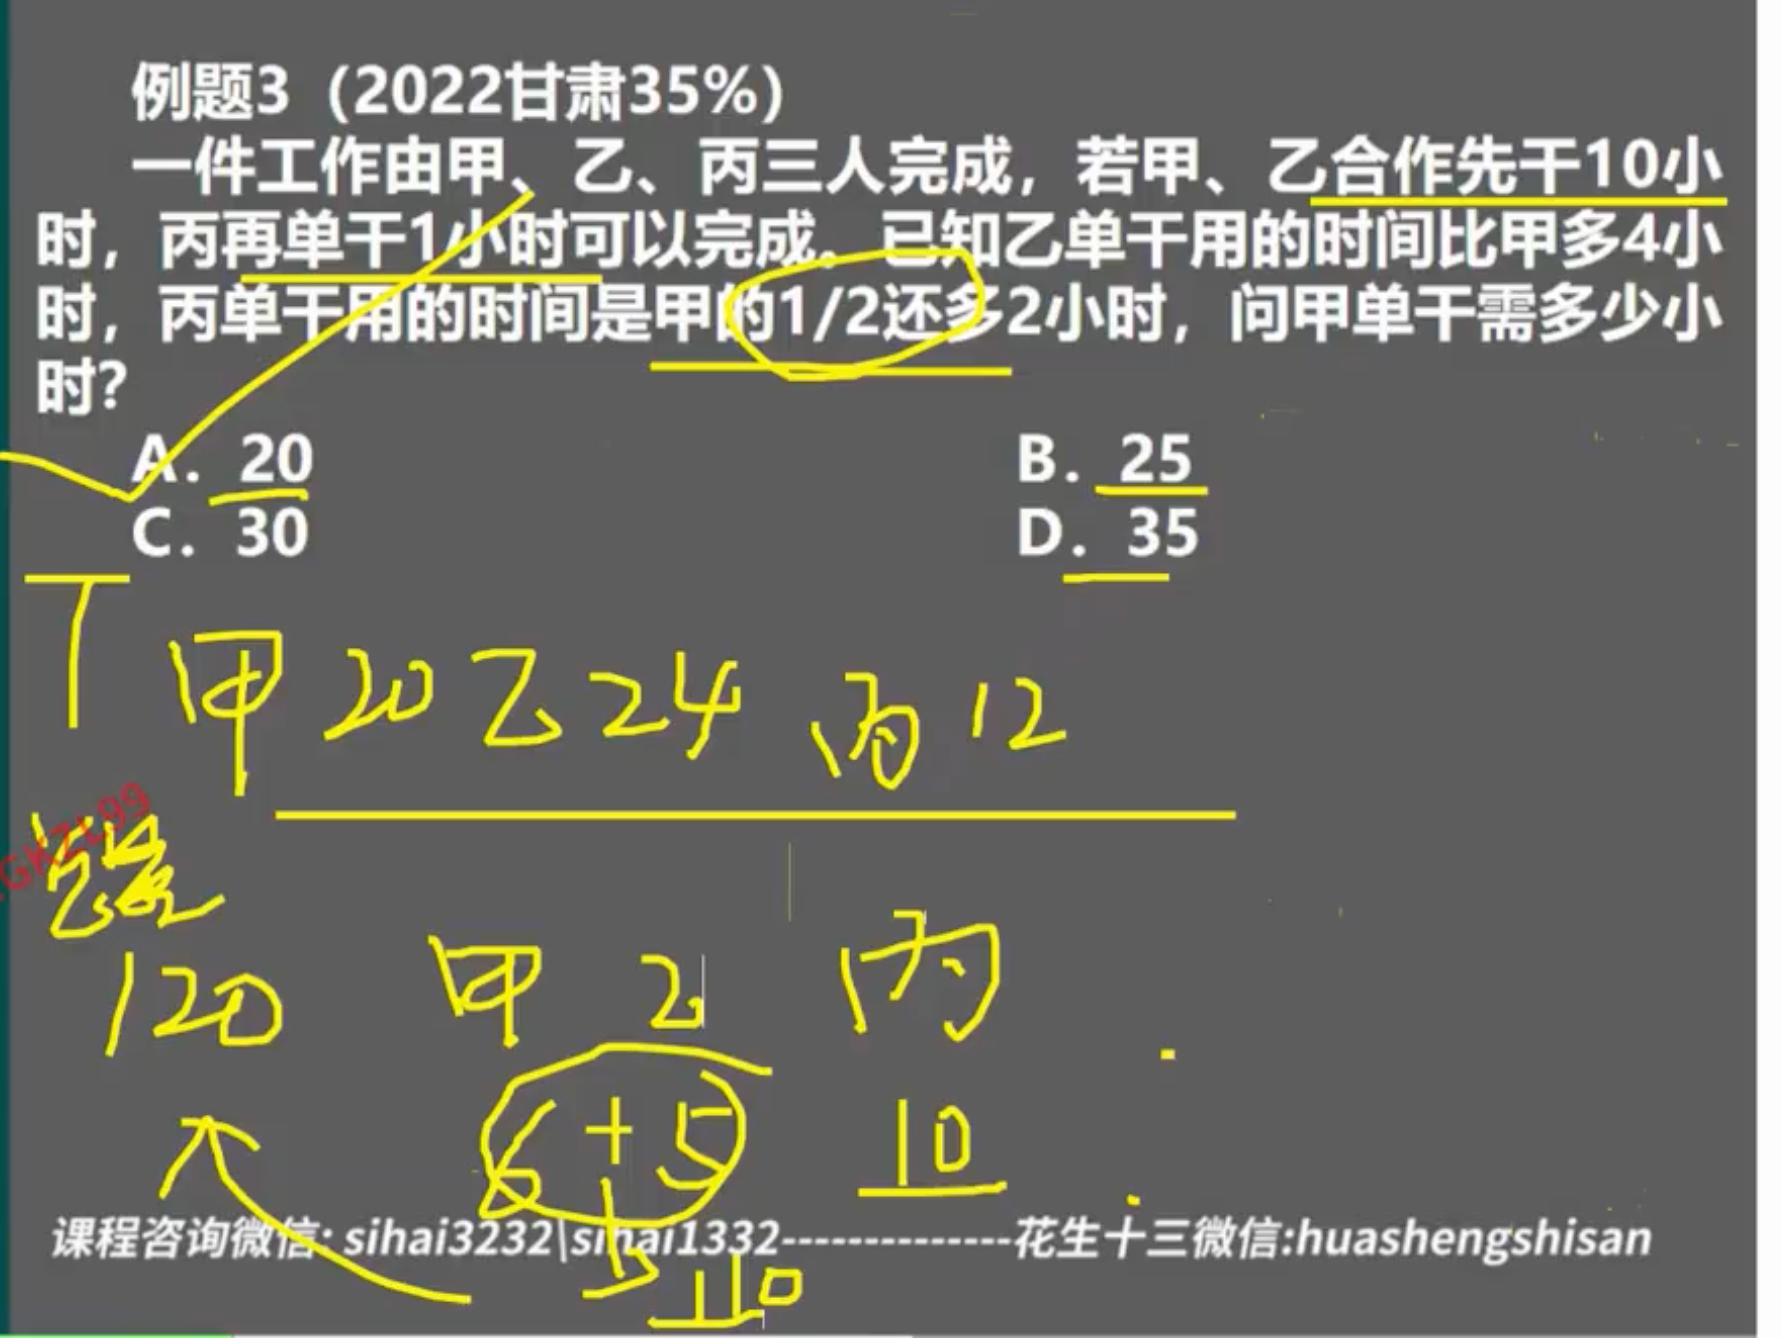 例题3（2022甘肃35%）
一件工作由甲、乙、丙三人完成，若甲、乙合作先干10小
时，丙再单干1小时可以完成。已知乙单干用的时间比甲多4小
时，丙单干用的时间是甲的1/2还多2小时，问甲单干需多少小
时？
A. 20
B. 25
C. 30
D. 35
T 甲 20 乙 24 丙 12
GKZL99
总量
120 甲 乙 丙
6 + 5 10
课程咨询微信: sihai3232\sihai1332--------------花生十三微信:huashengshisan
110